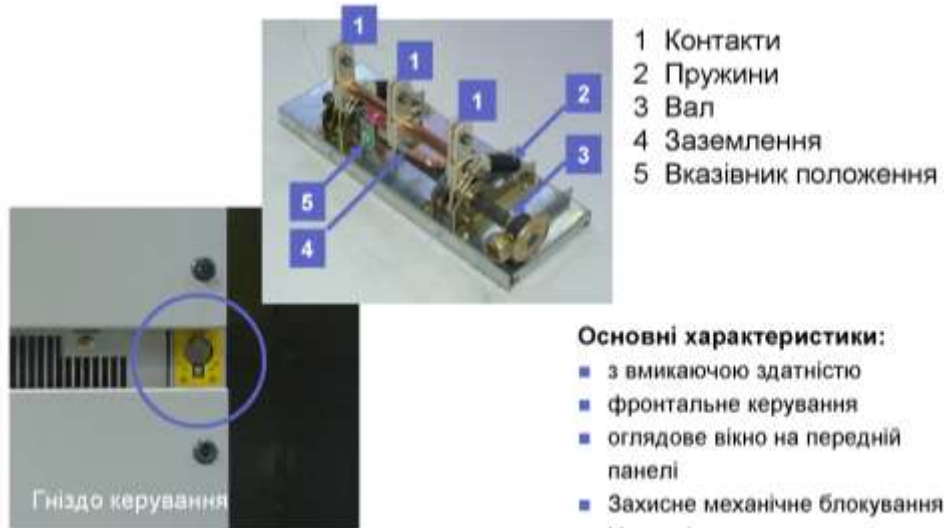 1
1
1
2
3
5
4
1 Контакти
2 Пружини
3 Вал
4 Заземлення
5 Вказівник положення
Гніздо керування
Основні характеристики:
з вмикаючою здатністю
фронтальне керування
оглядове вікно на передній
панелі
Захисне механічне блокування